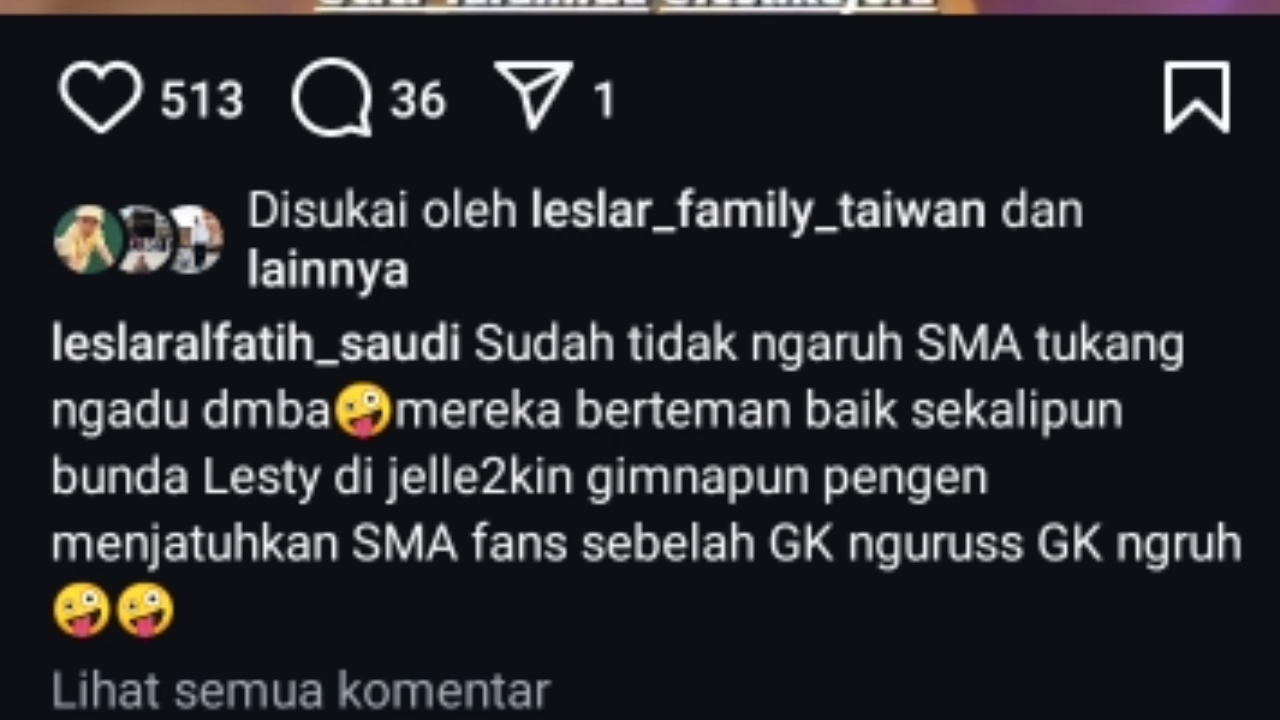 513 36 1
Disukai oleh leslar_family_taiwan dan
lainnya
leslaralfatih_saudi Sudah tidak ngaruh SMA tukang
ngadu dmba🤪mereka berteman baik sekalipun
bunda Lesty di jelle2kin gimnapun pengen
menjatuhkan SMA fans sebelah GK nguruss GK ngruh
🤪🤪
Lihat semua komentar